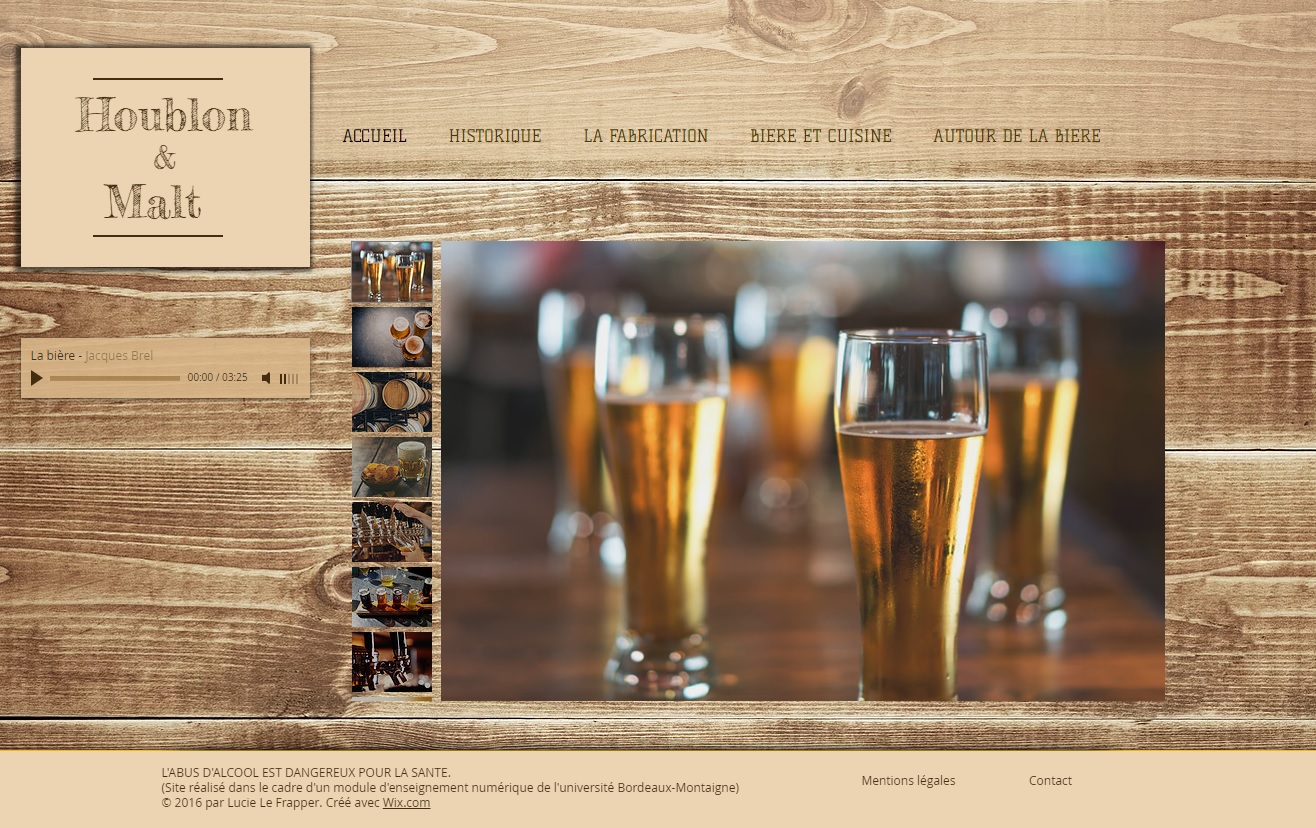 Houblon
&
Malt
ACCUEIL
HISTORIQUE
LA FABRICATION
BIERE ET CUISINE
AUTOUR DE LA BIERE
La bière - Jacques Brel
00:00 / 03:25
L'ABUS D'ALCOOL EST DANGEREUX POUR LA SANTE.
(Site réalisé dans le cadre d'un module d'enseignement numérique de l'université Bordeaux-Montaigne)
© 2016 par Lucie Le Frapper. Créé avec Wix.com
Mentions légales
Contact